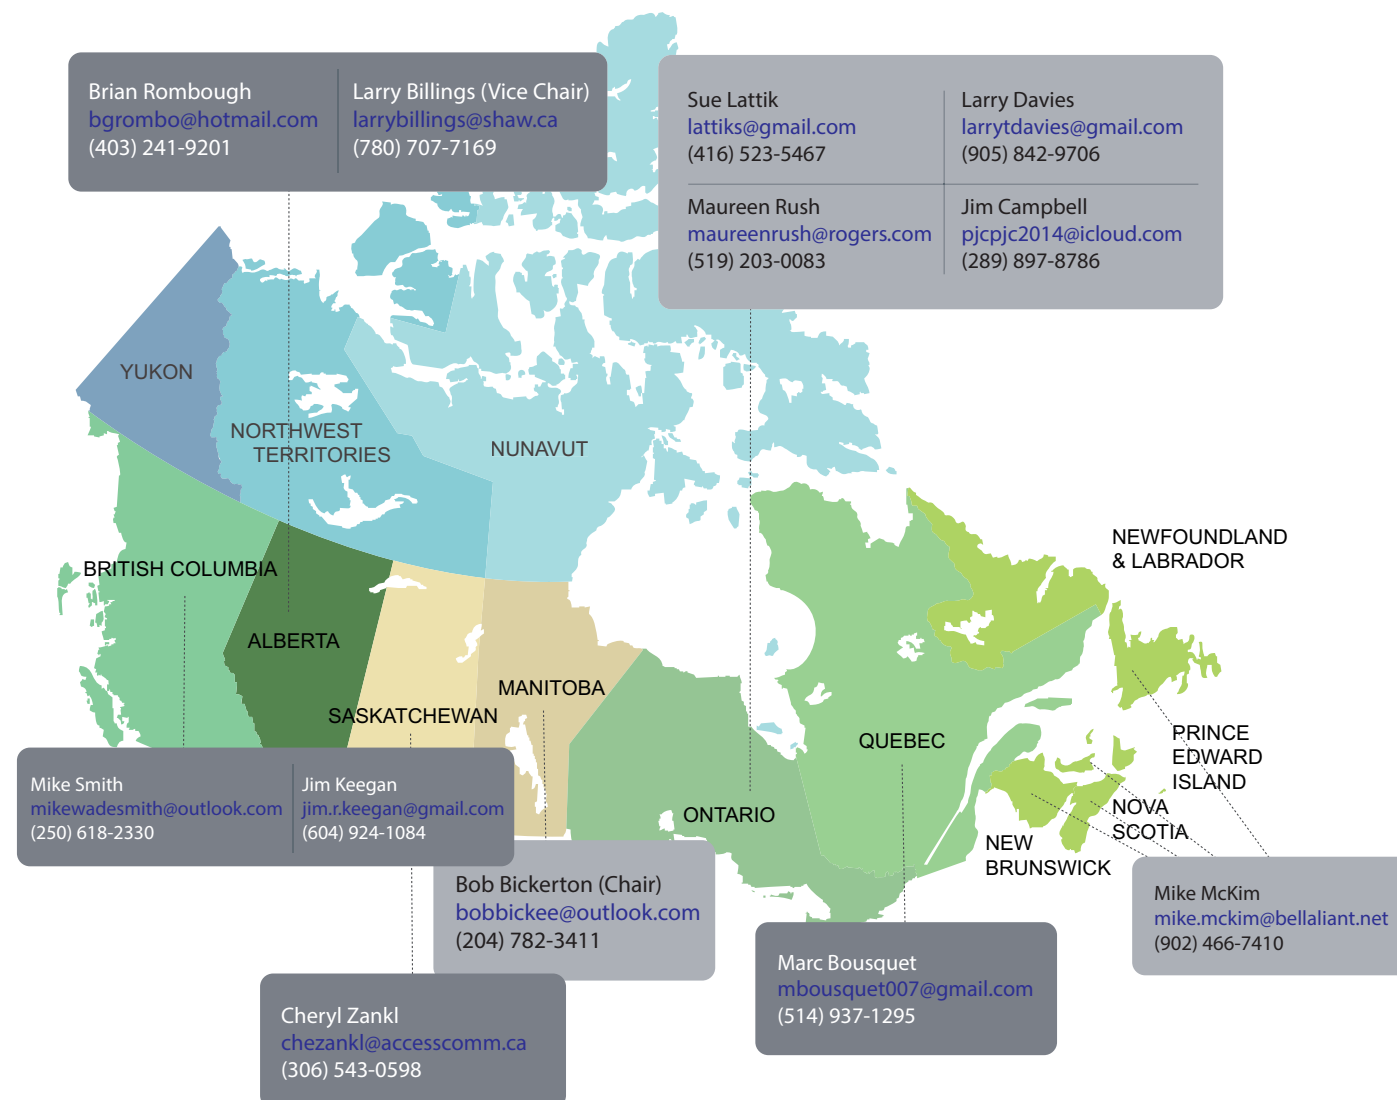 Brian Rombough
bgrombo@hotmail.com
(403) 241-9201
Larry Billings (Vice Chair)
larrybillings@shaw.ca
(780) 707-7169
Sue Lattik
lattiks@gmail.com
(416) 523-5467
Larry Davies
larrytdavies@gmail.com
(905) 842-9706
Maureen Rush
maureenrush@rogers.com
(519) 203-0083
Jim Campbell
pjcpjc2014@icloud.com
(289) 897-8786
YUKON
NORTHWEST
TERRITORIES
NUNAVUT
NEWFOUNDLAND
& LABRADOR
BRITISH COLUMBIA
ALBERTA
SASKATCHEWAN
MANITOBA
ONTARIO
QUEBEC
PRINCE
EDWARD
ISLAND
NOVA
SCOTIA
NEW
BRUNSWICK
Mike Smith
mikewadesmith@outlook.com
(250) 618-2330
Jim Keegan
jim.r.keegan@gmail.com
(604) 924-1084
Bob Bickerton (Chair)
bobbickee@outlook.com
(204) 782-3411
Mike McKim
mike.mckim@bellaliant.net
(902) 466-7410
Marc Bousquet
mbousquet007@gmail.com
(514) 937-1295
Cheryl Zankl
chezankl@accesscomm.ca
(306) 543-0598